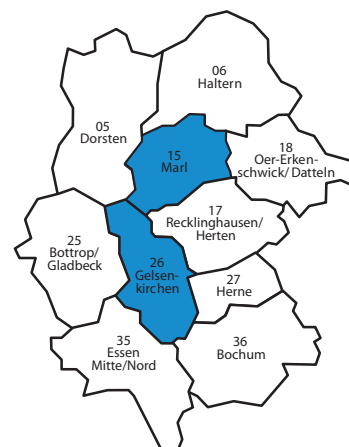 06
Haltern
05
Dorsten
15
Marl
18
Oer-Erken-
schwick/Datteln
17
Recklinghausen/
Herten
25
Bottrop/
Gladbeck
26
Gelsen-
kirchen
27
Herne
35
Essen
Mitte/Nord
36
Bochum